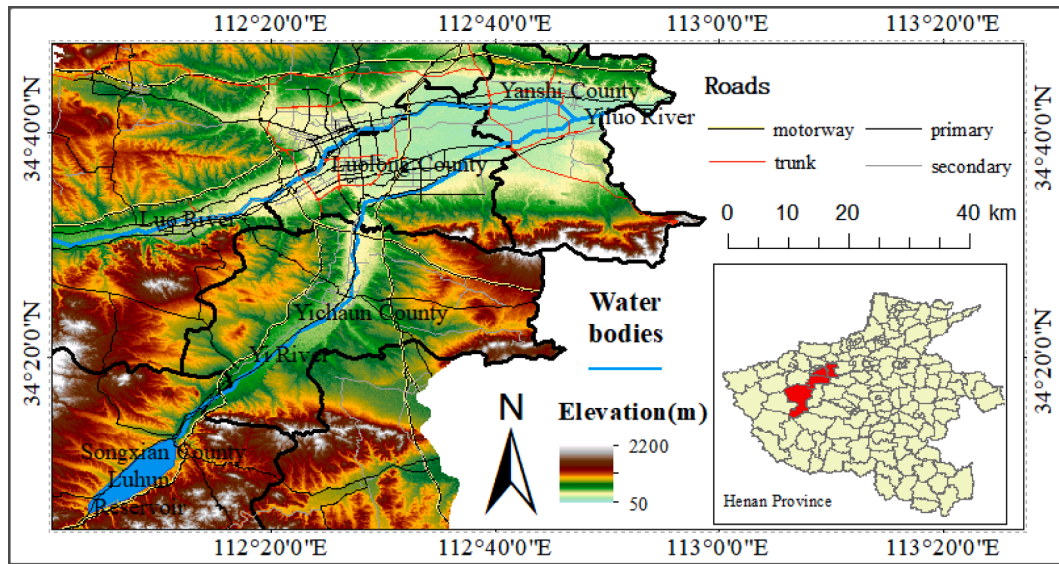 112°20'0"E
112°40'0"E
113°0'0"E
113°20'0"E
34°40'0"N
34°20'0"N
34°40'0"N
34°20'0"N
Yanshi County
Yiluo River
Luolong County
Luo River
Yichaun County
Yi River
Songxian County
Luhun
Reservoir
Roads
motorway
primary
trunk
secondary
0 10 20 40 km
Water
bodies
N
Elevation(m)
2200
50
Henan Province
112°20'0"E
112°40'0"E
113°0'0"E
113°20'0"E